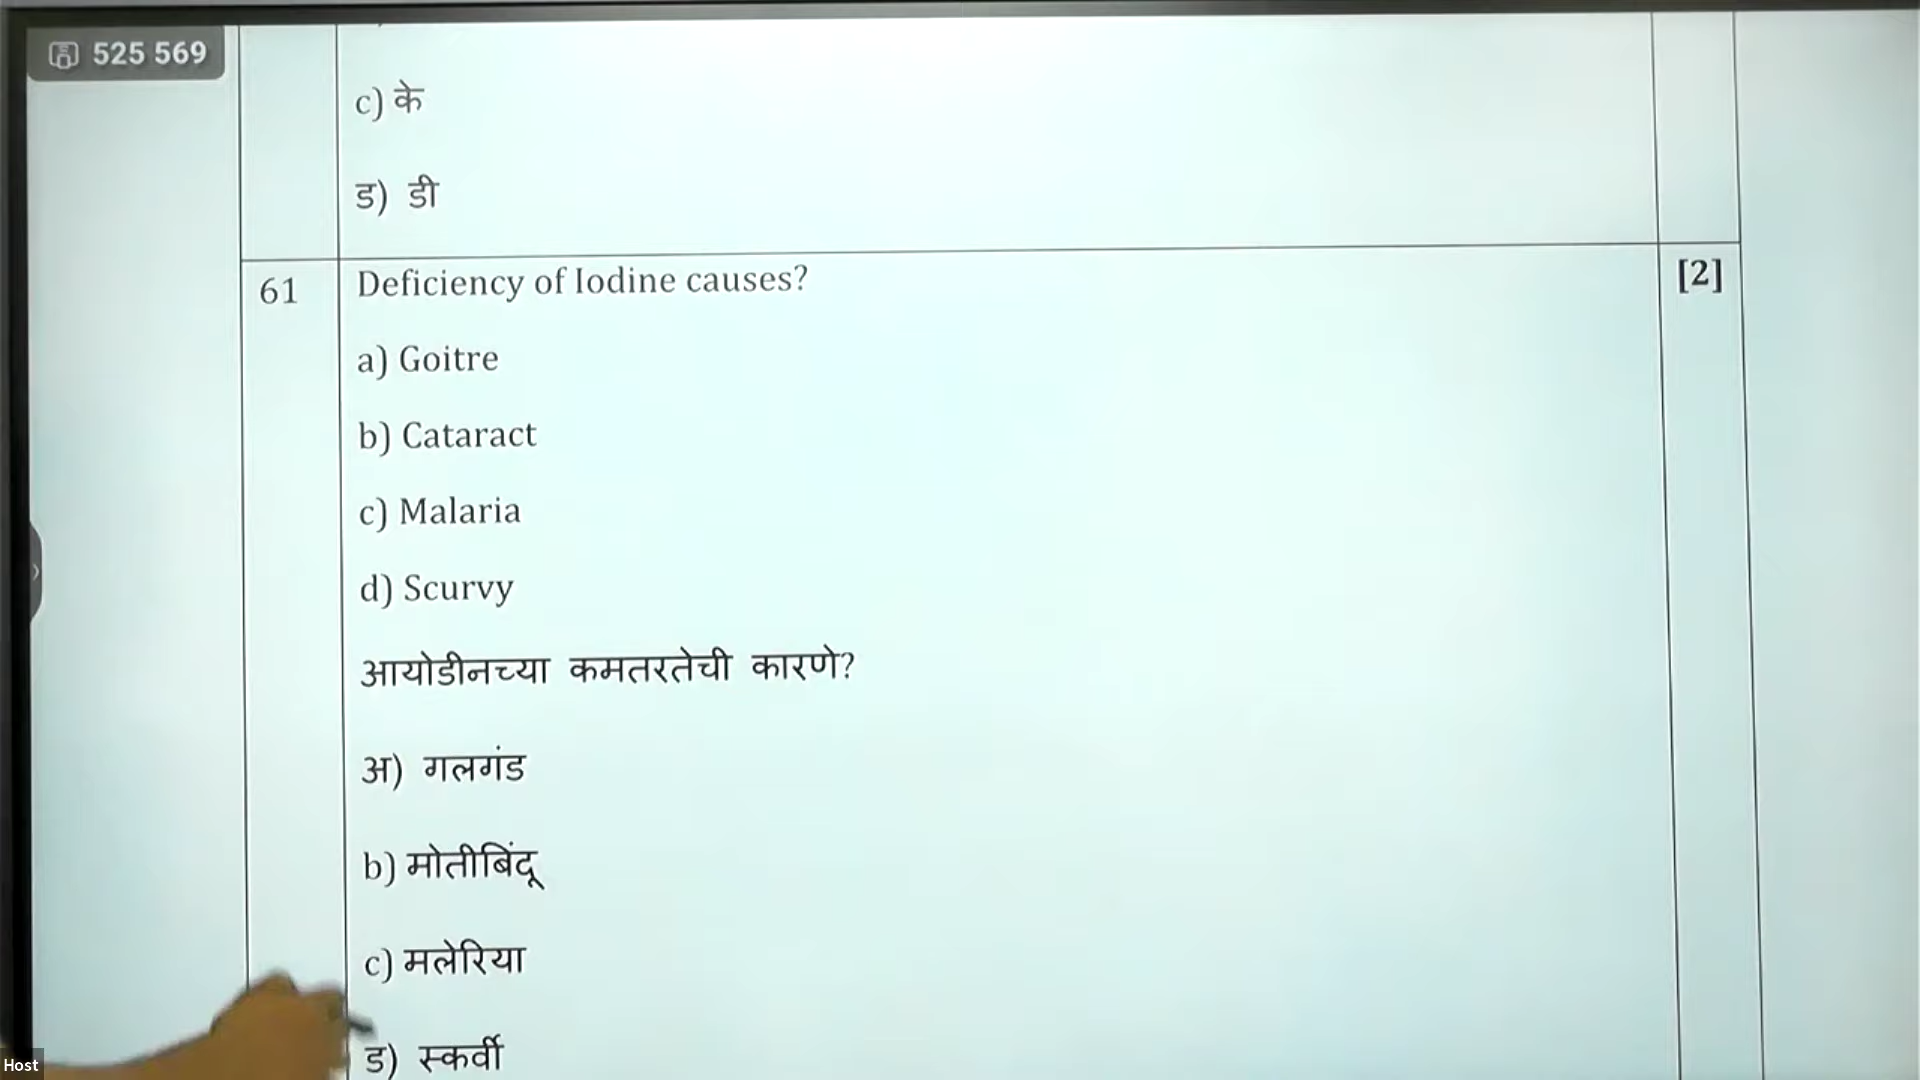 525 569
c) के
ड) डी
61 Deficiency of Iodine causes? [2]
a) Goitre
b) Cataract
c) Malaria
d) Scurvy
आयोडीनच्या कमतरतेची कारणे?
अ) गलगंड
b) मोतीबिंदू
c) मलेरिया
ड) स्कर्वी
Host